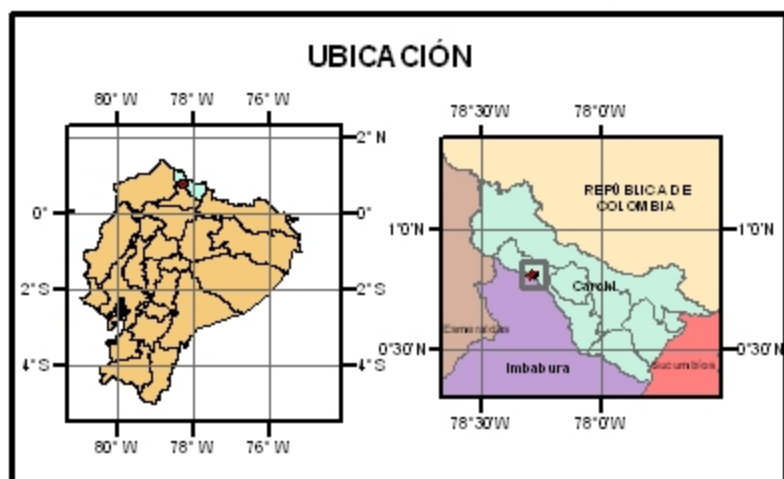 UBICACIÓN
80° W 78° W 76° W
2° N
0° 0°
2° S 2° S
4° S 4° S
80° W 78° W 76° W
78°30'W 78°0'W
REPÚBLICA DE
COLOMBIA
1°0'N 1°0'N
Carchi
Esmeraldas
0°30'N 0°30'N
Imbabura
Sucumbíos
78°30'W 78°0'W